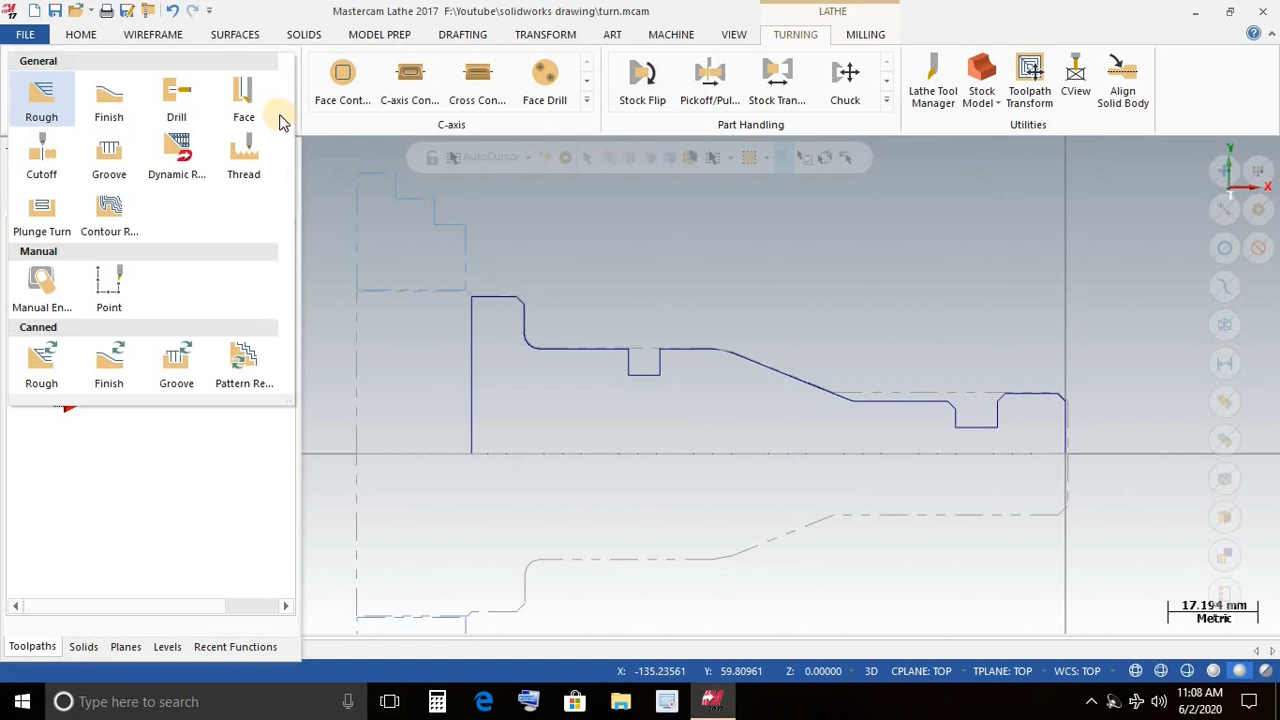 17
Mastercam Lathe 2017  F:\Youtube\solidworks drawing\turn.mcam
LATHE
FILE
HOME
WIREFRAME
SURFACES
SOLIDS
MODEL PREP
DRAFTING
TRANSFORM
ART
MACHINE
VIEW
TURNING
MILLING
General
Rough
Finish
Drill
Face
Cutoff
Groove
Dynamic R...
Thread
Plunge Turn
Contour R...
Manual
Manual En...
Point
Canned
Rough
Finish
Groove
Pattern Re...
Face Cont...
C-axis Con...
Cross Con...
Face Drill
C-axis
Stock Flip
Pickoff/Pul...
Stock Tran...
Chuck
Part Handling
Lathe Tool
Manager
Stock
Model
Toolpath
Transform
CView
Align
Solid Body
Utilities
AutoCursor
Y
X
T
17.194 mm
Metric
Toolpaths
Solids
Planes
Levels
Recent Functions
X: -135.23561
Y: 59.80961
Z: 0.00000
3D
CPLANE: TOP
TPLANE: TOP
WCS: TOP
Type here to search
17
11:08 AM
6/2/2020